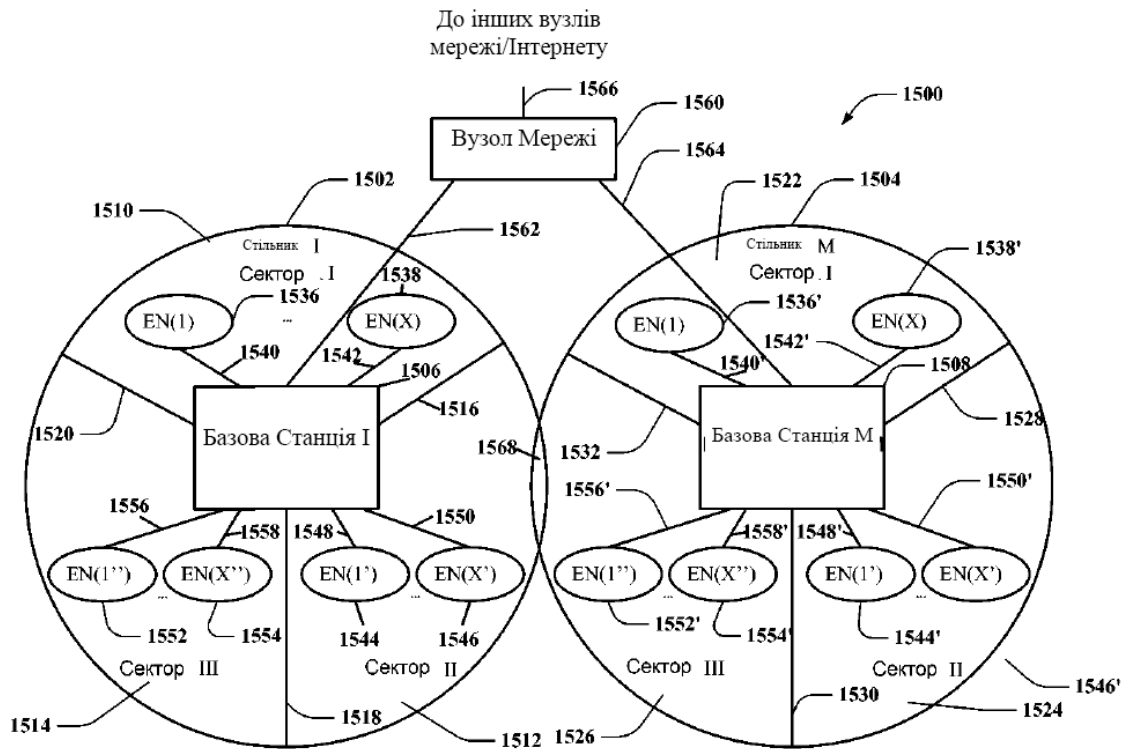 До інших вузлів
мережі/Інтернету
1566
1560
1500
Вузол Мережі
1564
1502
1522
1504
1510
1562
Стільник I
Стільник M
1538'
Сектор .I
1538
Сектор .I
1536
1536'
EN(1)
...
EN(X)
EN(1)
EN(X)
1542'
1540
1542
1506
1540'
1508
1516
1528
1520
Базова Станція I
1568
1532
Базова Станція M
1556'
1550'
1556
1550
1558
1548
1558'
1548'
EN(1'')
...
EN(X'')
EN(1')
...
EN(X')
EN(1'')
...
EN(X'')
EN(1')
...
EN(X')
1552
1554
1544
1546
1552'
1554'
1544'
Сектор III
Сектор II
Сектор III
Сектор II
1546'
1514
1518
1512
1526
1530
1524